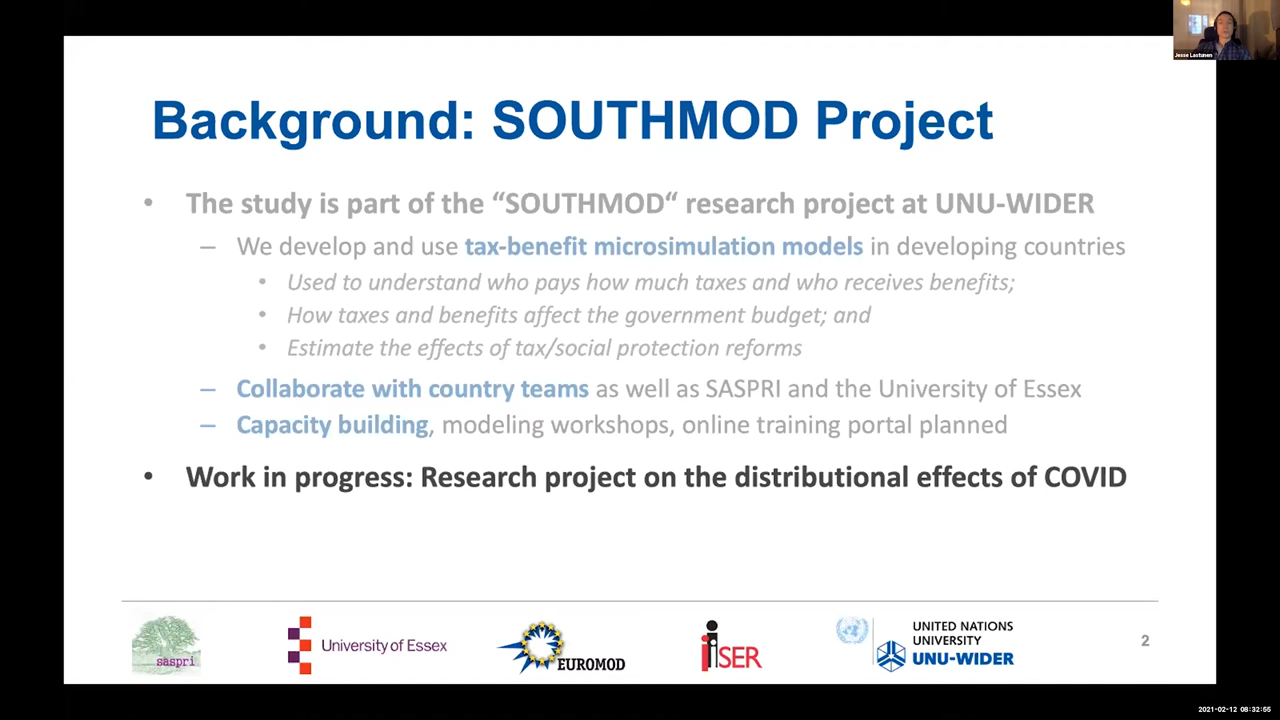 Jesse Lastunen
Background: SOUTHMOD Project
• The study is part of the “SOUTHMOD“ research project at UNU-WIDER
– We develop and use tax-benefit microsimulation models in developing countries
• Used to understand who pays how much taxes and who receives benefits;
• How taxes and benefits affect the government budget; and
• Estimate the effects of tax/social protection reforms
– Collaborate with country teams as well as SASPRI and the University of Essex
– Capacity building, modeling workshops, online training portal planned
• Work in progress: Research project on the distributional effects of COVID
saspri
University of Essex
EUROMOD
iSER
UNITED NATIONS
UNIVERSITY
UNU-WIDER
2
2021-02-12 08:32:55